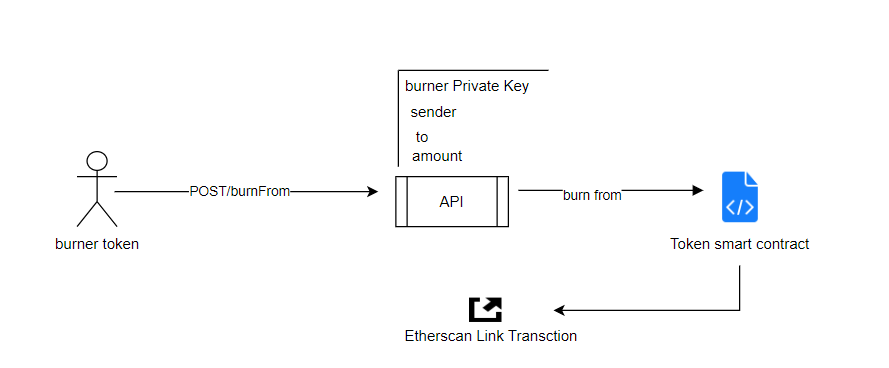 burner Private Key
sender
to
amount
POST/burnFrom
API
burn from
</>
burner token
Token smart contract
Etherscan Link Transction